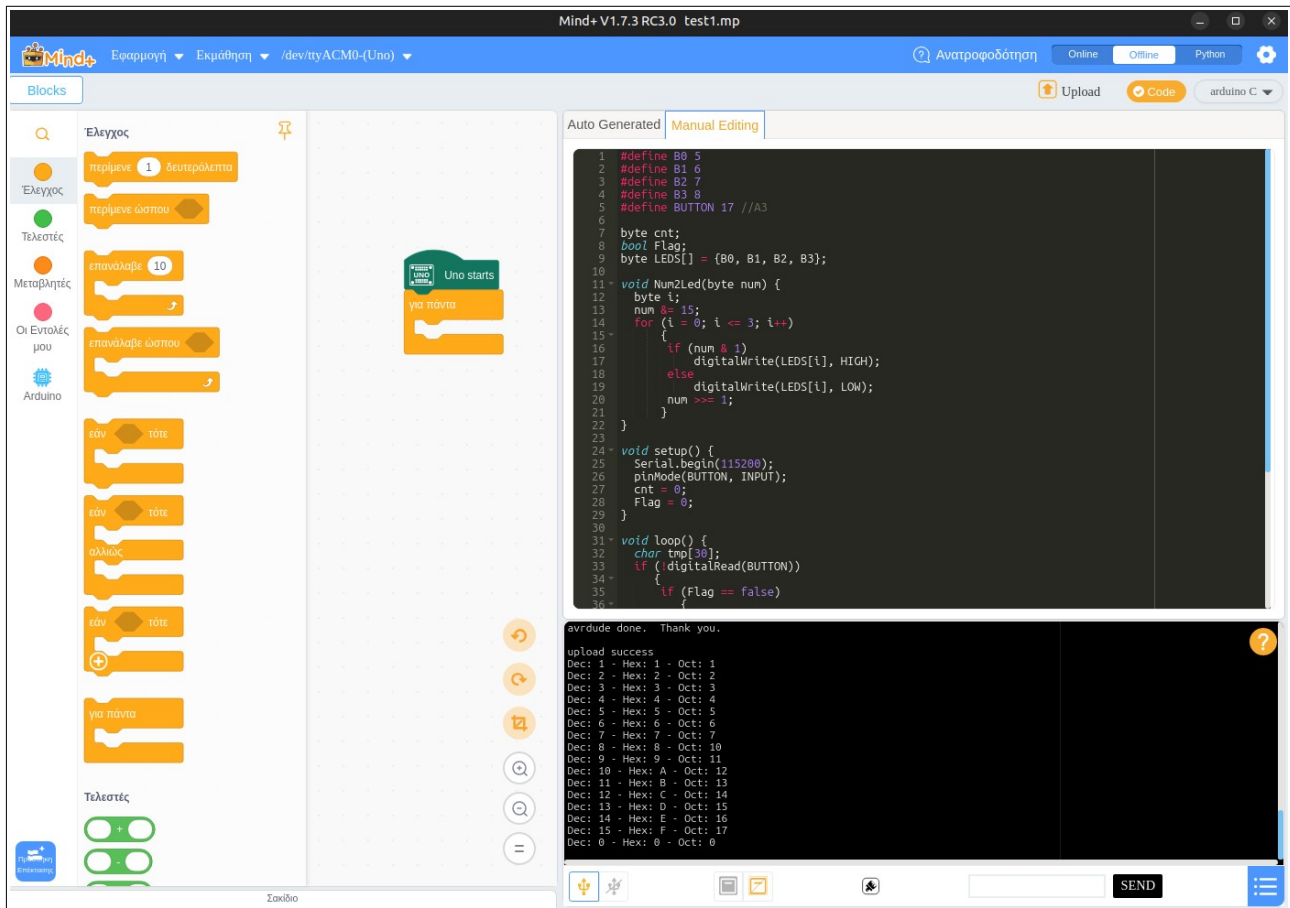 Mind+ V1.7.3 RC3.0 test1.mp
Mind+ Εφαρμογή Εκμάθηση /dev/ttyACM0-(Uno) Ανατροφοδότηση Online Offline Python
Blocks Upload Code arduino C
Έλεγχος
Τελεστές
Μεταβλητές
Οι Εντολές
μου
Arduino
Έλεγχος
περίμενε 1 δευτερόλεπτα
περίμενε ώσπου
επανάλαβε 10
επανάλαβε ώσπου
εάν τότε
εάν τότε
αλλιώς
εάν τότε
για πάντα
Τελεστές
+
-
Προσθήκη
Επέκτασης
Σακίδιο
UNO Uno starts
για πάντα
=
Auto Generated Manual Editing
1 #define B0 5
2 #define B1 6
3 #define B2 7
4 #define B3 8
5 #define BUTTON 17 //A3
6
7 byte cnt;
8 bool Flag;
9 byte LEDS[] = {B0, B1, B2, B3};
10
11 void Num2Led(byte num) {
12 byte i;
13 num &= 15;
14 for (i = 0; i <= 3; i++)
15 {
16 if (num & 1)
17 digitalWrite(LEDS[i], HIGH);
18 else
19 digitalWrite(LEDS[i], LOW);
20 num >>= 1;
21 }
22 }
23
24 void setup() {
25 Serial.begin(115200);
26 pinMode(BUTTON, INPUT);
27 cnt = 0;
28 Flag = 0;
29 }
30
31 void loop() {
32 char tmp[30];
33 if (!digitalRead(BUTTON))
34 {
35 if (Flag == false)
36 {
avrdude done. Thank you.
upload success
Dec: 1 - Hex: 1 - Oct: 1
Dec: 2 - Hex: 2 - Oct: 2
Dec: 3 - Hex: 3 - Oct: 3
Dec: 4 - Hex: 4 - Oct: 4
Dec: 5 - Hex: 5 - Oct: 5
Dec: 6 - Hex: 6 - Oct: 6
Dec: 7 - Hex: 7 - Oct: 7
Dec: 8 - Hex: 8 - Oct: 10
Dec: 9 - Hex: 9 - Oct: 11
Dec: 10 - Hex: A - Oct: 12
Dec: 11 - Hex: B - Oct: 13
Dec: 12 - Hex: C - Oct: 14
Dec: 13 - Hex: D - Oct: 15
Dec: 14 - Hex: E - Oct: 16
Dec: 15 - Hex: F - Oct: 17
Dec: 0 - Hex: 0 - Oct: 0
?
SEND